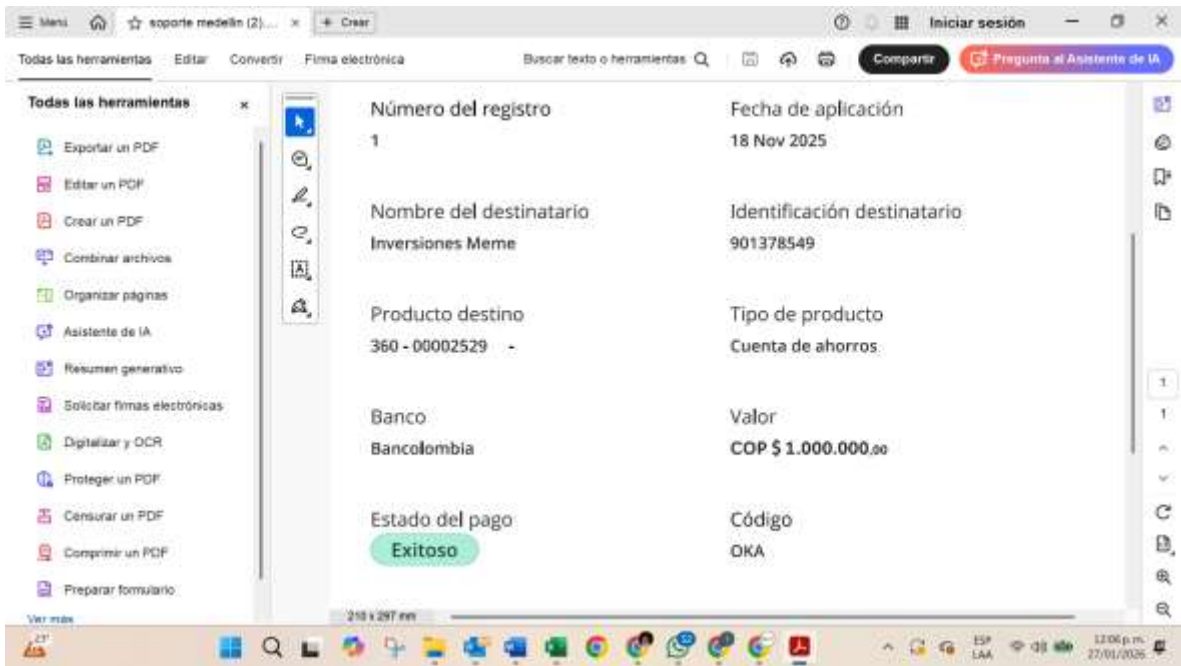 Menú
soporte medellin (2)....
+ Crear
Iniciar sesión
Todas las herramientas
Editar
Convertir
Firma electrónica
Buscar texto o herramientas
Compartir
Pregunta al Asistente de IA
Todas las herramientas
Exportar un PDF
Editar un PDF
Crear un PDF
Combinar archivos
Organizar páginas
Asistente de IA
Resumen generativo
Solicitar firmas electrónicas
Digitalizar y OCR
Proteger un PDF
Censurar un PDF
Comprimir un PDF
Preparar formulario
Ver más
Número del registro
1
Fecha de aplicación
18 Nov 2025
Nombre del destinatario
Inversiones Meme
Identificación destinatario
901378549
Producto destino
360 - 00002529 -
Tipo de producto
Cuenta de ahorros
Banco
Bancolombia
Valor
COP $ 1.000.000,00
Estado del pago
Exitoso
Código
OKA
1
1
210 x 297 mm
23°
ESP
LAA
12:06 p.m.
27/01/2026